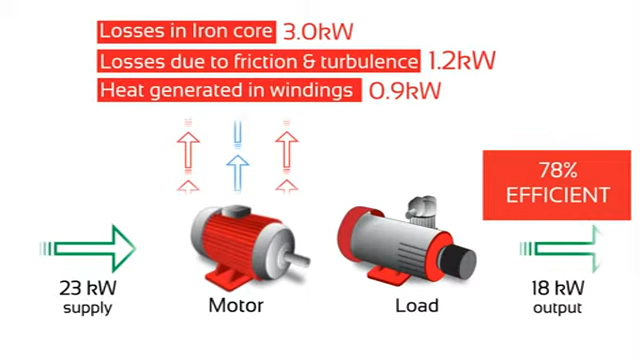 Losses in Iron core 3.0kW
Losses due to friction & turbulence 1.2kW
Heat generated in windings 0.9kW
78%
EFFICIENT
23 kW
supply
Motor
Load
18 kW
output